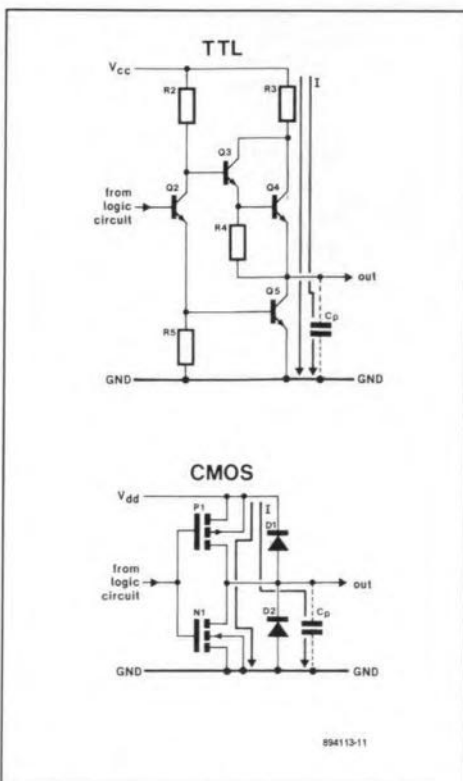 TTL
Vcc
R2
R3
I
Q3
from
logic
circuit
Q2
Q4
R4
out
Q5
Cp
R5
GND
GND
CMOS
Vdd
P1
I
D1
from
logic
circuit
out
N1
D2
Cp
GND
GND
894113-11